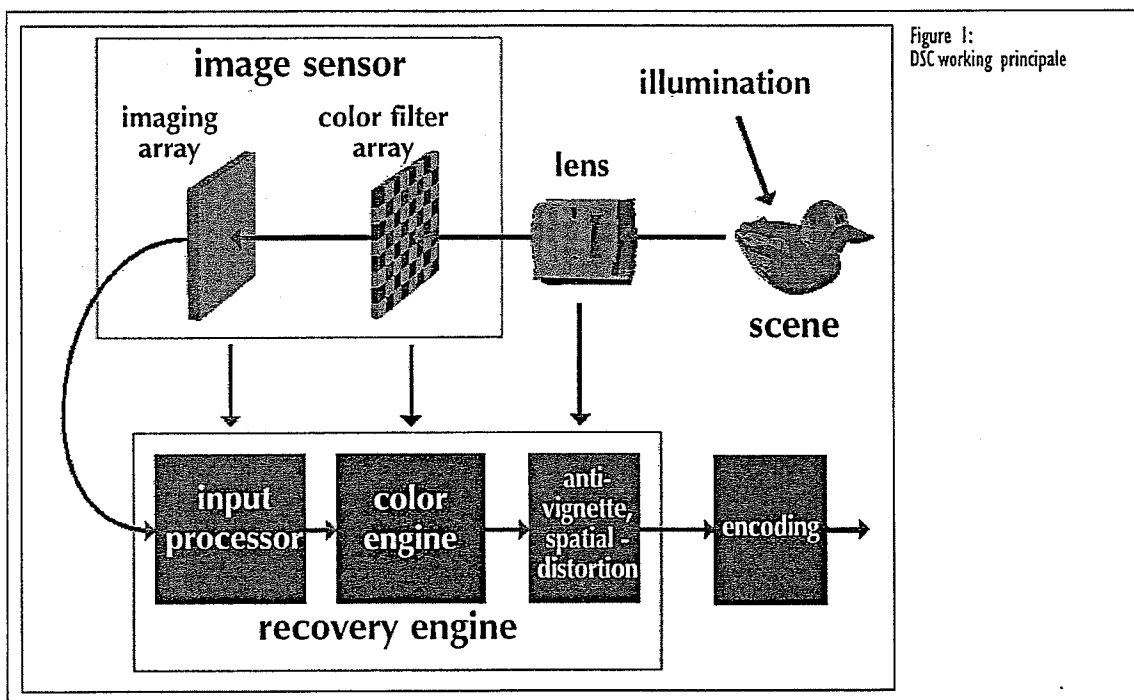 Figure 1:
DSC working principale
image sensor
imaging
array
color filter
array
lens
illumination
scene
input
processor
color
engine
anti-
vignette,
spatial -
distortion
encoding
recovery engine